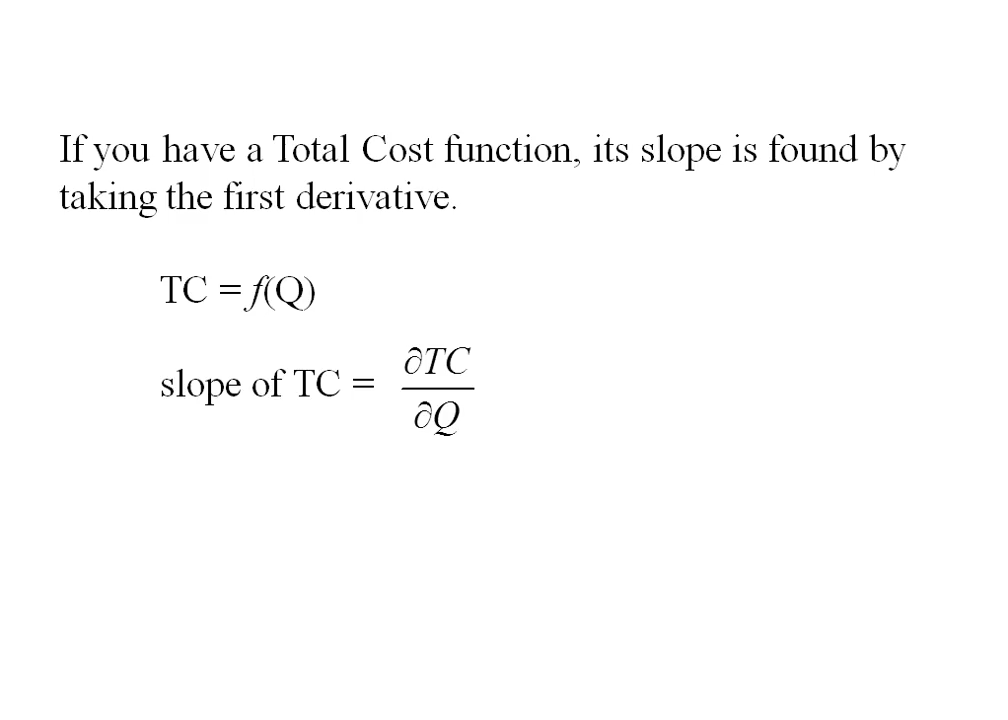 If you have a Total Cost function, its slope is found by
taking the first derivative.
TC = f(Q)
slope of TC = ∂TC/∂Q